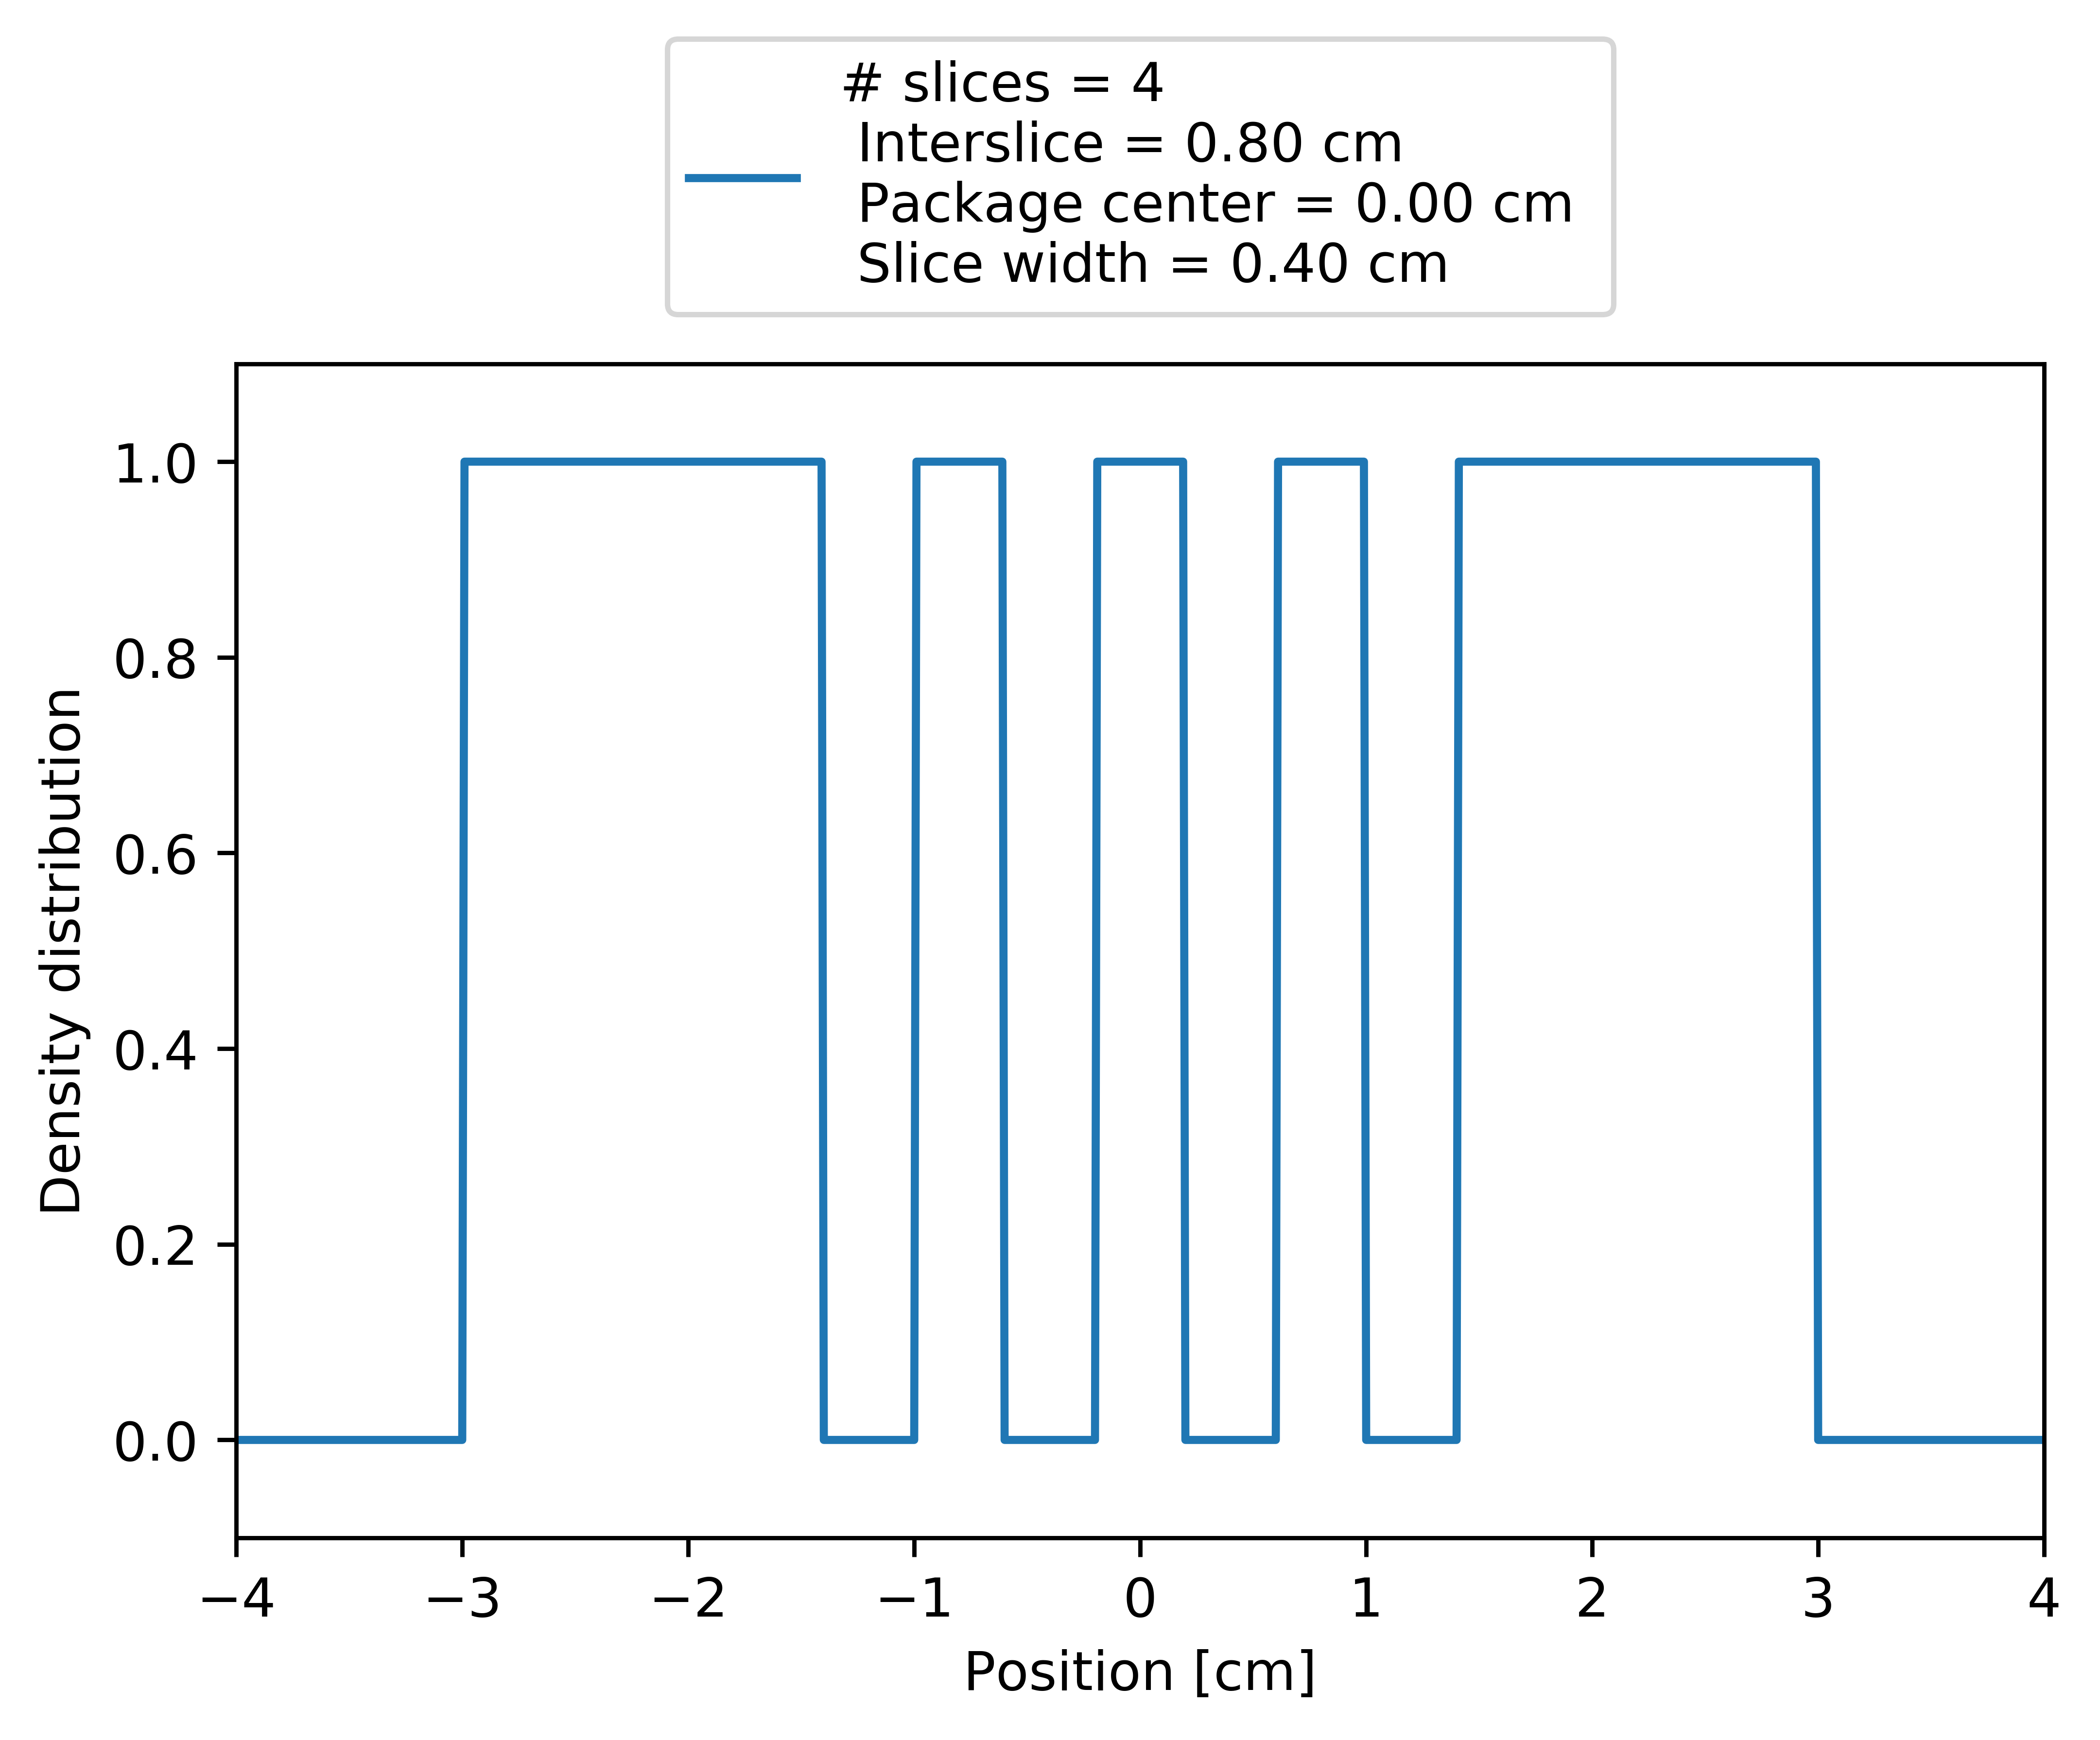 # slices = 4
Interslice = 0.80 cm
Package center = 0.00 cm
Slice width = 0.40 cm
1.0
0.8
0.6
0.4
0.2
0.0
Density distribution
−4 −3 −2 −1 0 1 2 3 4
Position [cm]